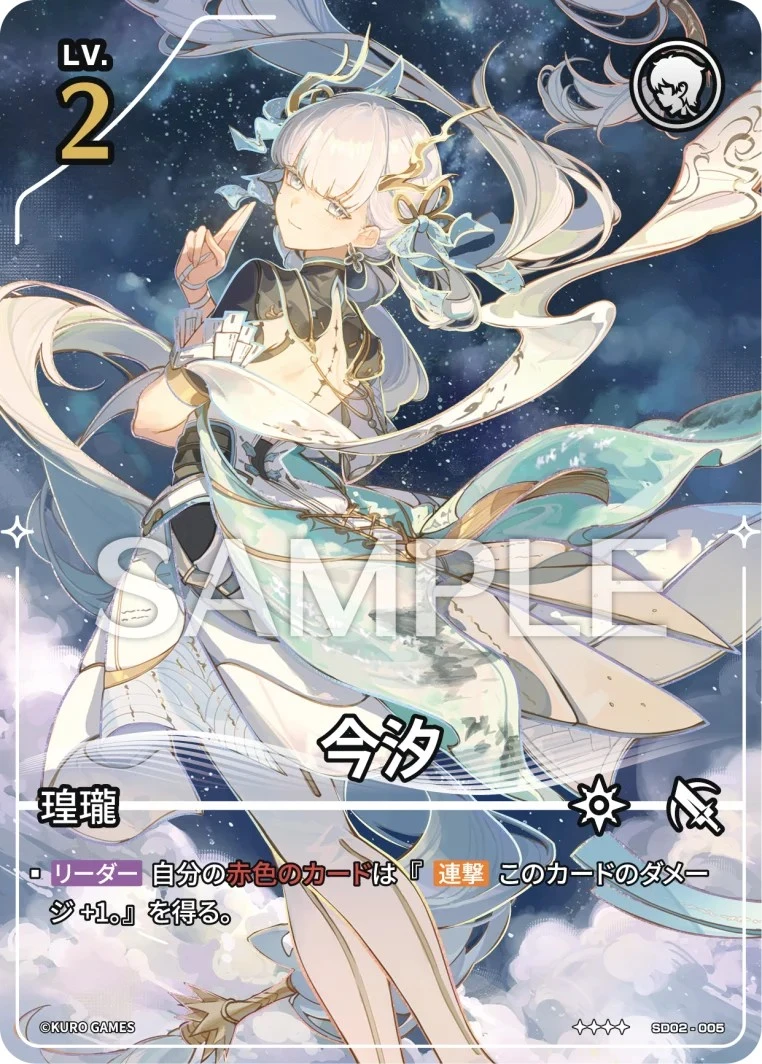 LV.
2
SAMPLE
今汐
瑝瓏
▪ リーダー 自分の赤色のカードは『 連撃 このカードのダメー
ジ +1。』を得る。
©KURO GAMES
SD02 - 005